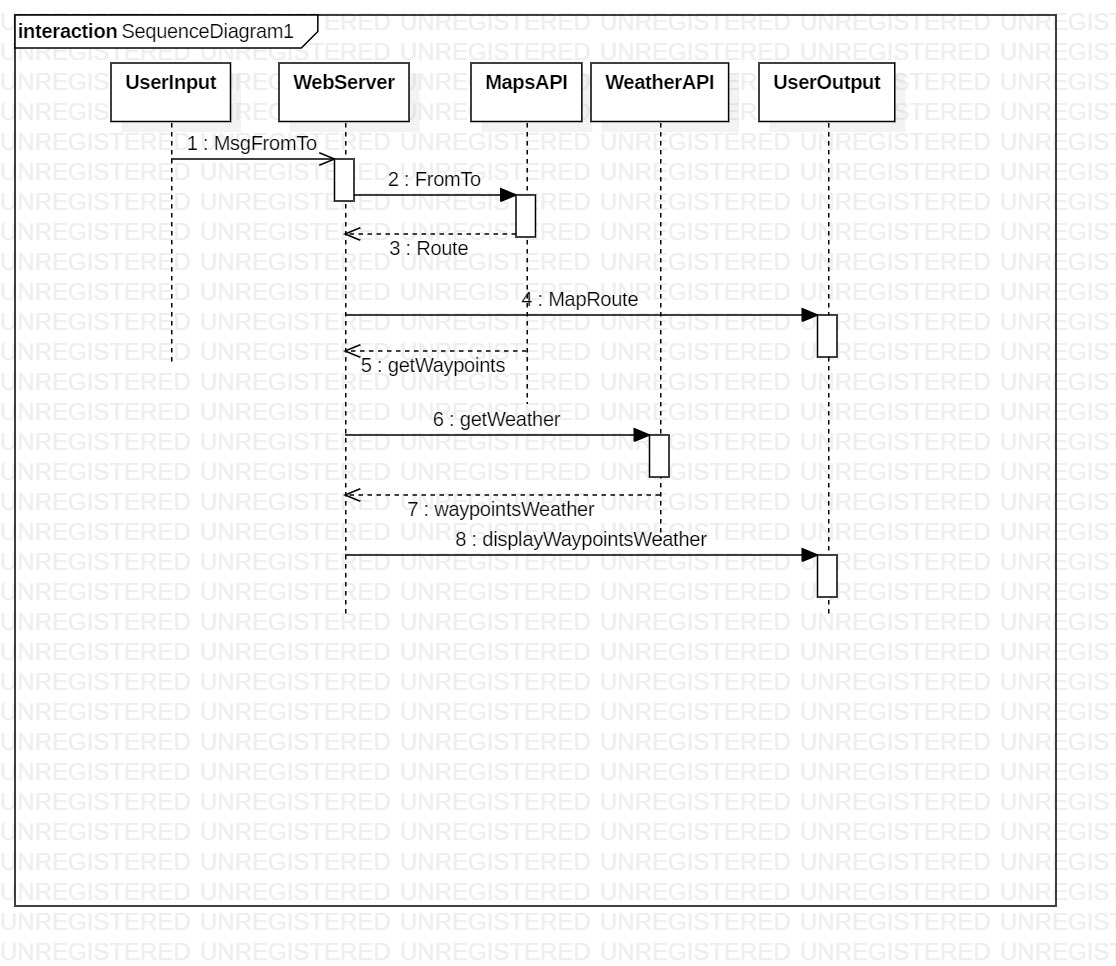 interaction SequenceDiagram1
UserInput
WebServer
MapsAPI
WeatherAPI
UserOutput
1 : MsgFromTo
2 : FromTo
3 : Route
4 : MapRoute
5 : getWaypoints
6 : getWeather
7 : waypointsWeather
8 : displayWaypointsWeather
UNREGISTERED